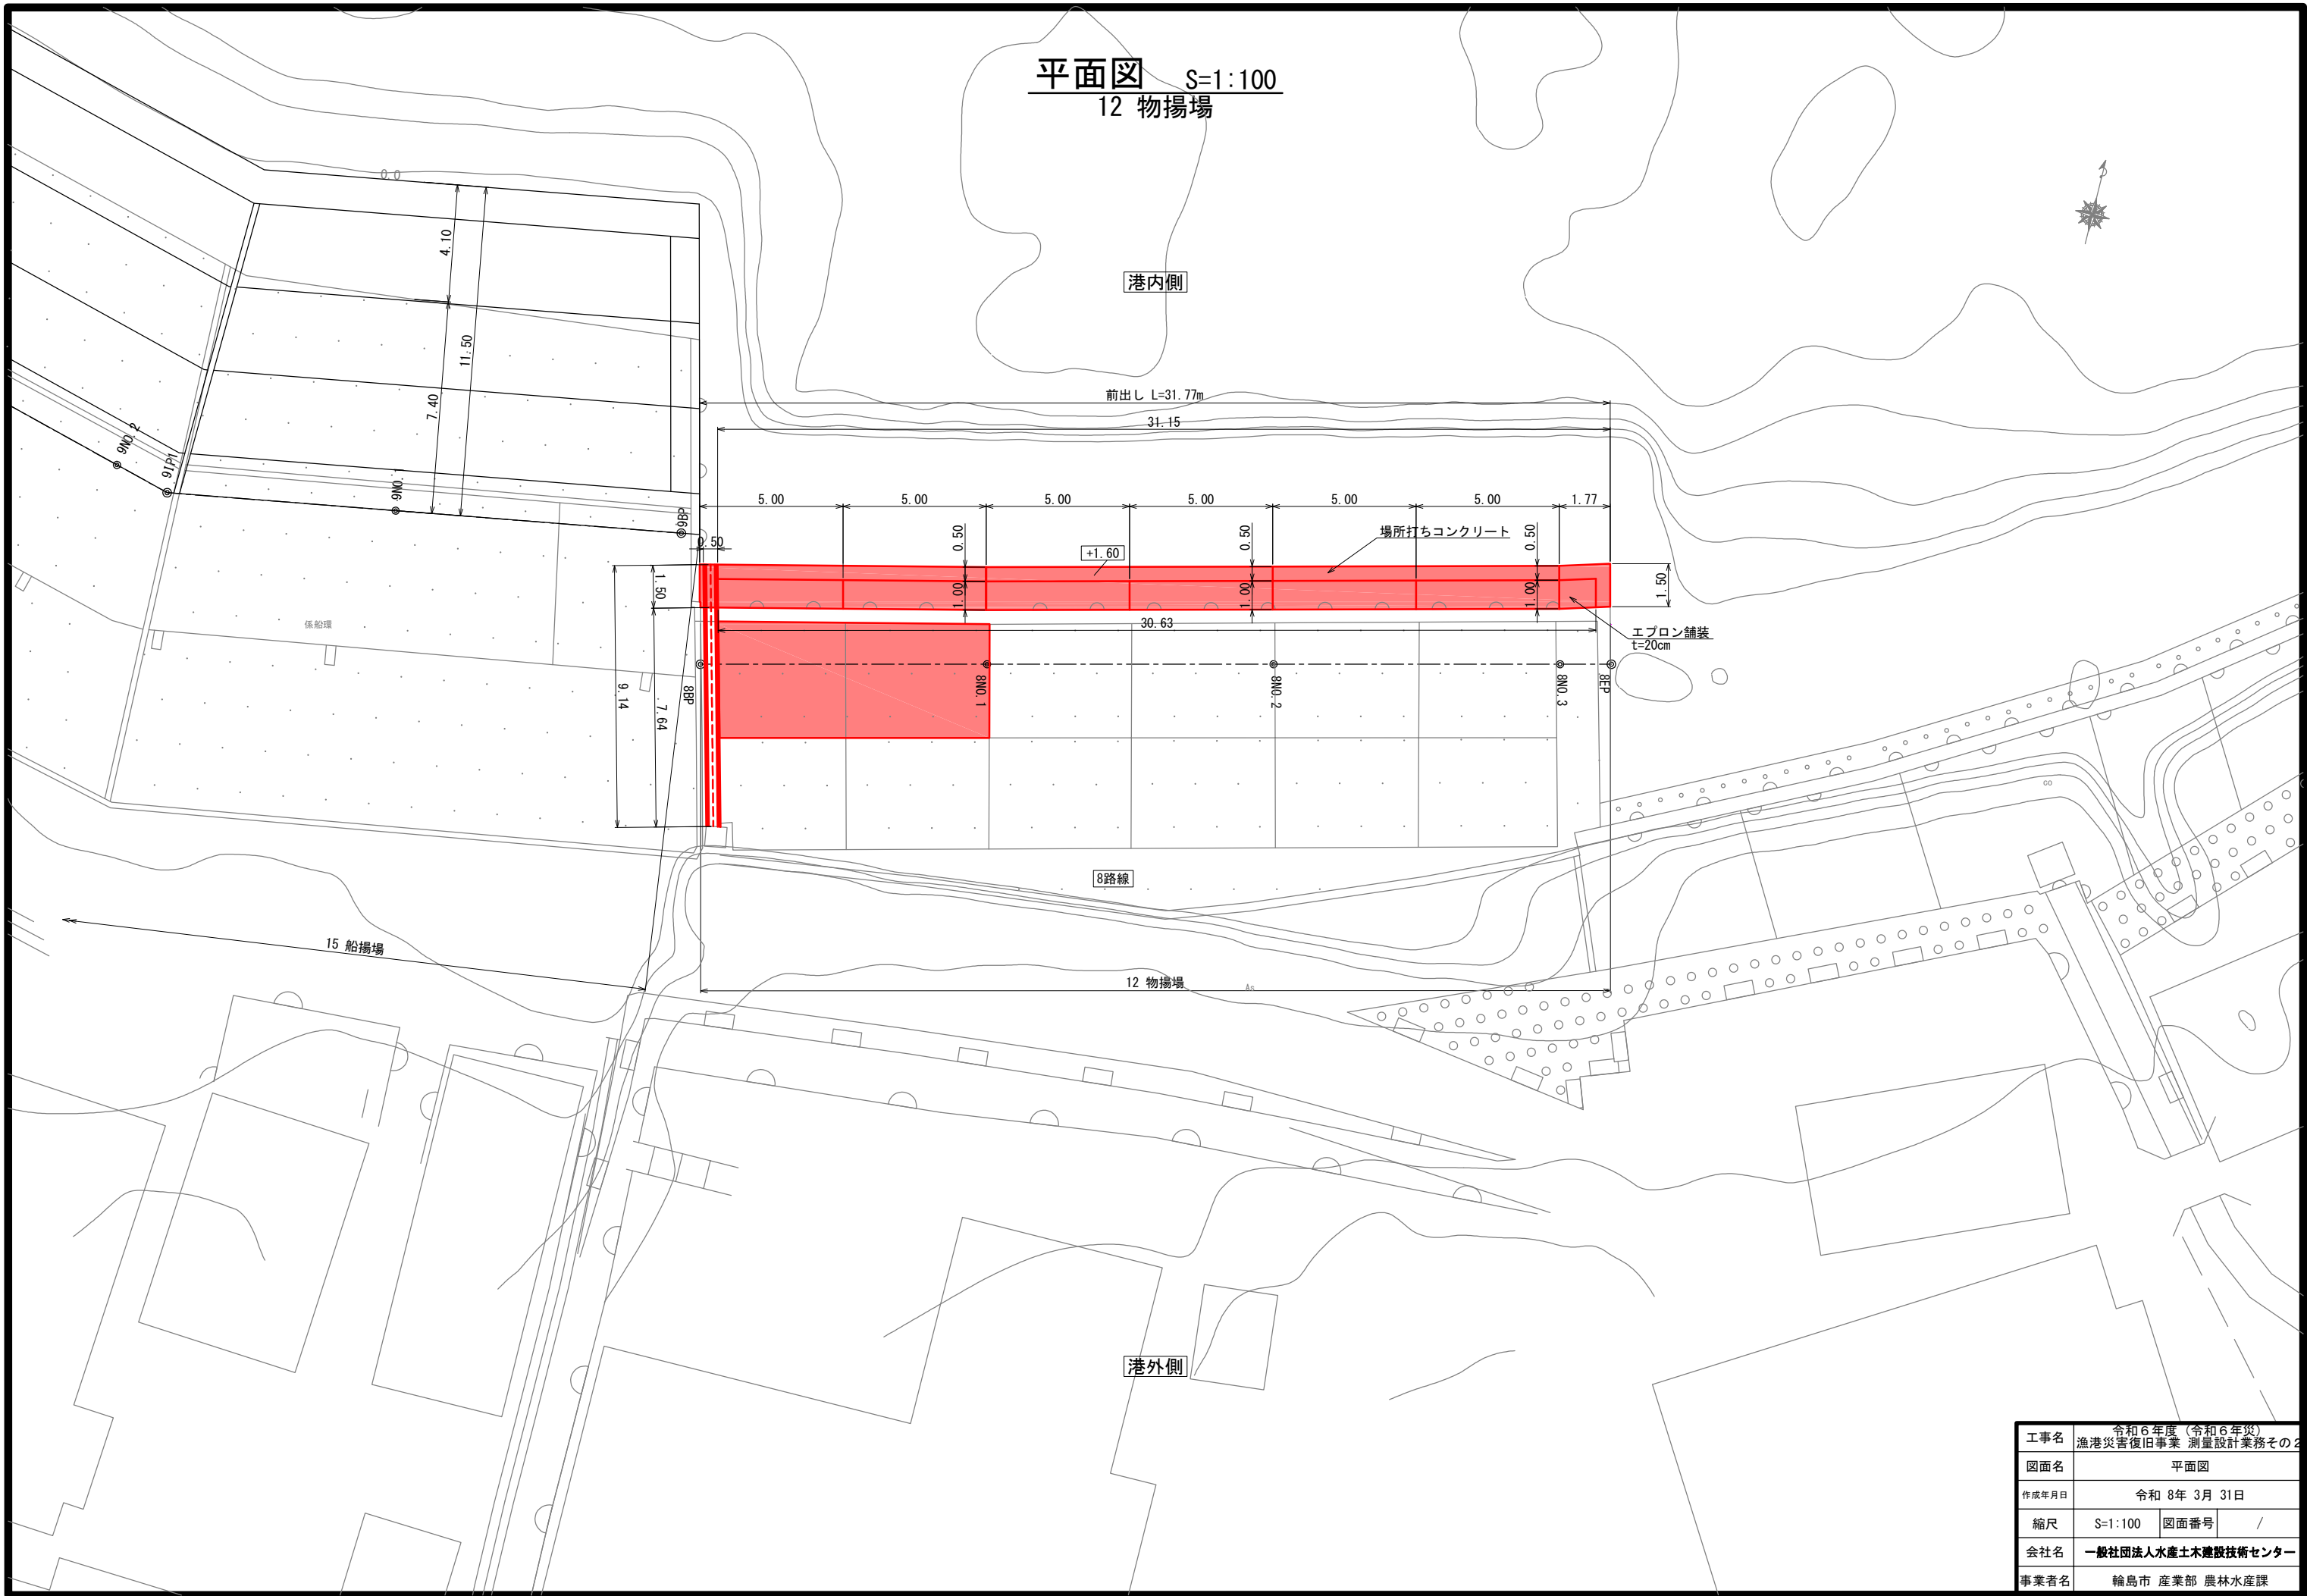 平面図 S=1:100
12 物揚場
0.0
4.10
11.50
7.40
港内側
前出し L=31.77m
31.15
9NO.2
9IP1
9NO.1
9BP
5.00 5.00 5.00 5.00 5.00 5.00 1.77
0.50
0.50
0.50
0.50
+1.60
場所打ちコンクリート
1.50
1.00
1.00
1.00
1.50
30.63
エプロン舗装
t=20cm
係船環
9.14
7.64
8BP
8NO.1
8NO.2
8NO.3
8EP
CO
8路線
15 船揚場
12 物揚場
As
港外側
工事名 令和6年度（令和6年災）
漁港災害復旧事業 測量設計業務その2
図面名 平面図
作成年月日 令和 8年 3月 31日
縮尺 S=1:100 図面番号 /
会社名 一般社団法人水産土木建設技術センター
事業者名 輪島市 産業部 農林水産課